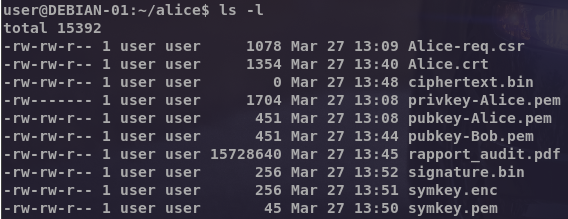 user@DEBIAN-01:~/alice$ ls -l
total 15392
-rw-rw-r-- 1 user user 1078 Mar 27 13:09 Alice-req.csr
-rw-rw-r-- 1 user user 1354 Mar 27 13:40 Alice.crt
-rw-rw-r-- 1 user user 0 Mar 27 13:48 ciphertext.bin
-rw------- 1 user user 1704 Mar 27 13:08 privkey-Alice.pem
-rw-rw-r-- 1 user user 451 Mar 27 13:08 pubkey-Alice.pem
-rw-rw-r-- 1 user user 451 Mar 27 13:44 pubkey-Bob.pem
-rw-rw-r-- 1 user user 15728640 Mar 27 13:45 rapport_audit.pdf
-rw-rw-r-- 1 user user 256 Mar 27 13:52 signature.bin
-rw-rw-r-- 1 user user 256 Mar 27 13:51 symkey.enc
-rw-rw-r-- 1 user user 45 Mar 27 13:50 symkey.pem